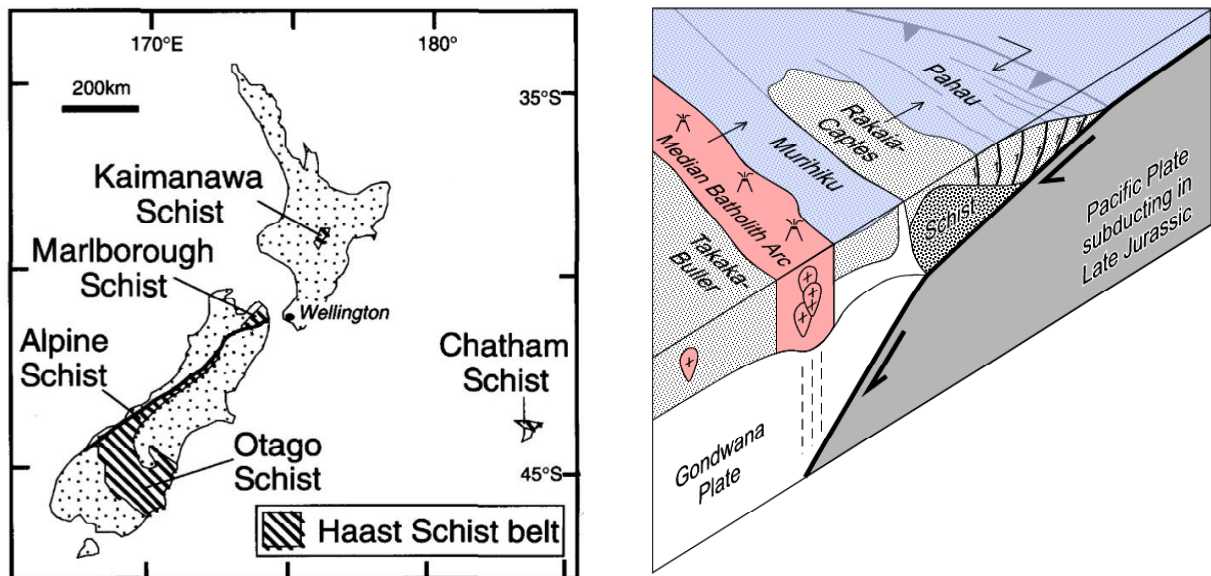 170°E
180°
200km
35°S
Kaimanawa
Schist
Marlborough
Schist
Wellington
Alpine
Schist
Chatham
Schist
Otago
Schist
45°S
Haast Schist belt
Pahau
Rakaia-
Caples
Murihiku
Median Batholith Arc
Takaka-
Buller
Schist
Pacific Plate
subducting in
Late Jurassic
Gondwana
Plate